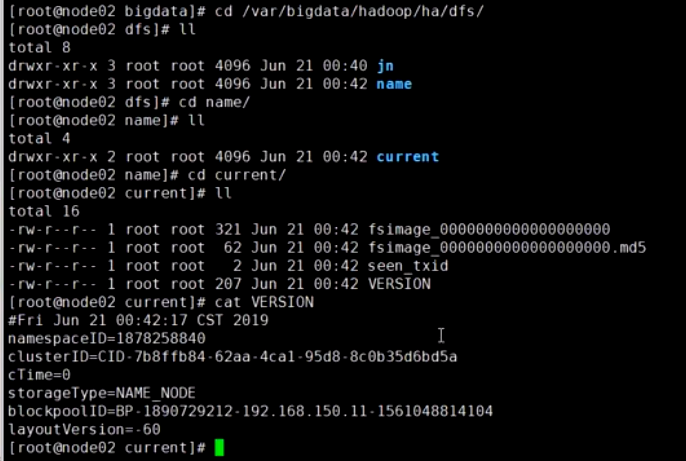 [root@node02 bigdata]# cd /var/bigdata/hadoop/ha/dfs/
[root@node02 dfs]# ll
total 8
drwxr-xr-x 3 root root 4096 Jun 21 00:40 jn
drwxr-xr-x 3 root root 4096 Jun 21 00:42 name
[root@node02 dfs]# cd name/
[root@node02 name]# ll
total 4
drwxr-xr-x 2 root root 4096 Jun 21 00:42 current
[root@node02 name]# cd current/
[root@node02 current]# ll
total 16
-rw-r--r-- 1 root root 321 Jun 21 00:42 fsimage_0000000000000000000
-rw-r--r-- 1 root root  62 Jun 21 00:42 fsimage_0000000000000000000.md5
-rw-r--r-- 1 root root   2 Jun 21 00:42 seen_txid
-rw-r--r-- 1 root root 207 Jun 21 00:42 VERSION
[root@node02 current]# cat VERSION
#Fri Jun 21 00:42:17 CST 2019
namespaceID=1878258840
clusterID=CID-7b8ffb84-62aa-4ca1-95d8-8c0b35d6bd5a
cTime=0
storageType=NAME_NODE
blockpoolID=BP-1890729212-192.168.150.11-1561048814104
layoutVersion=-60
[root@node02 current]#